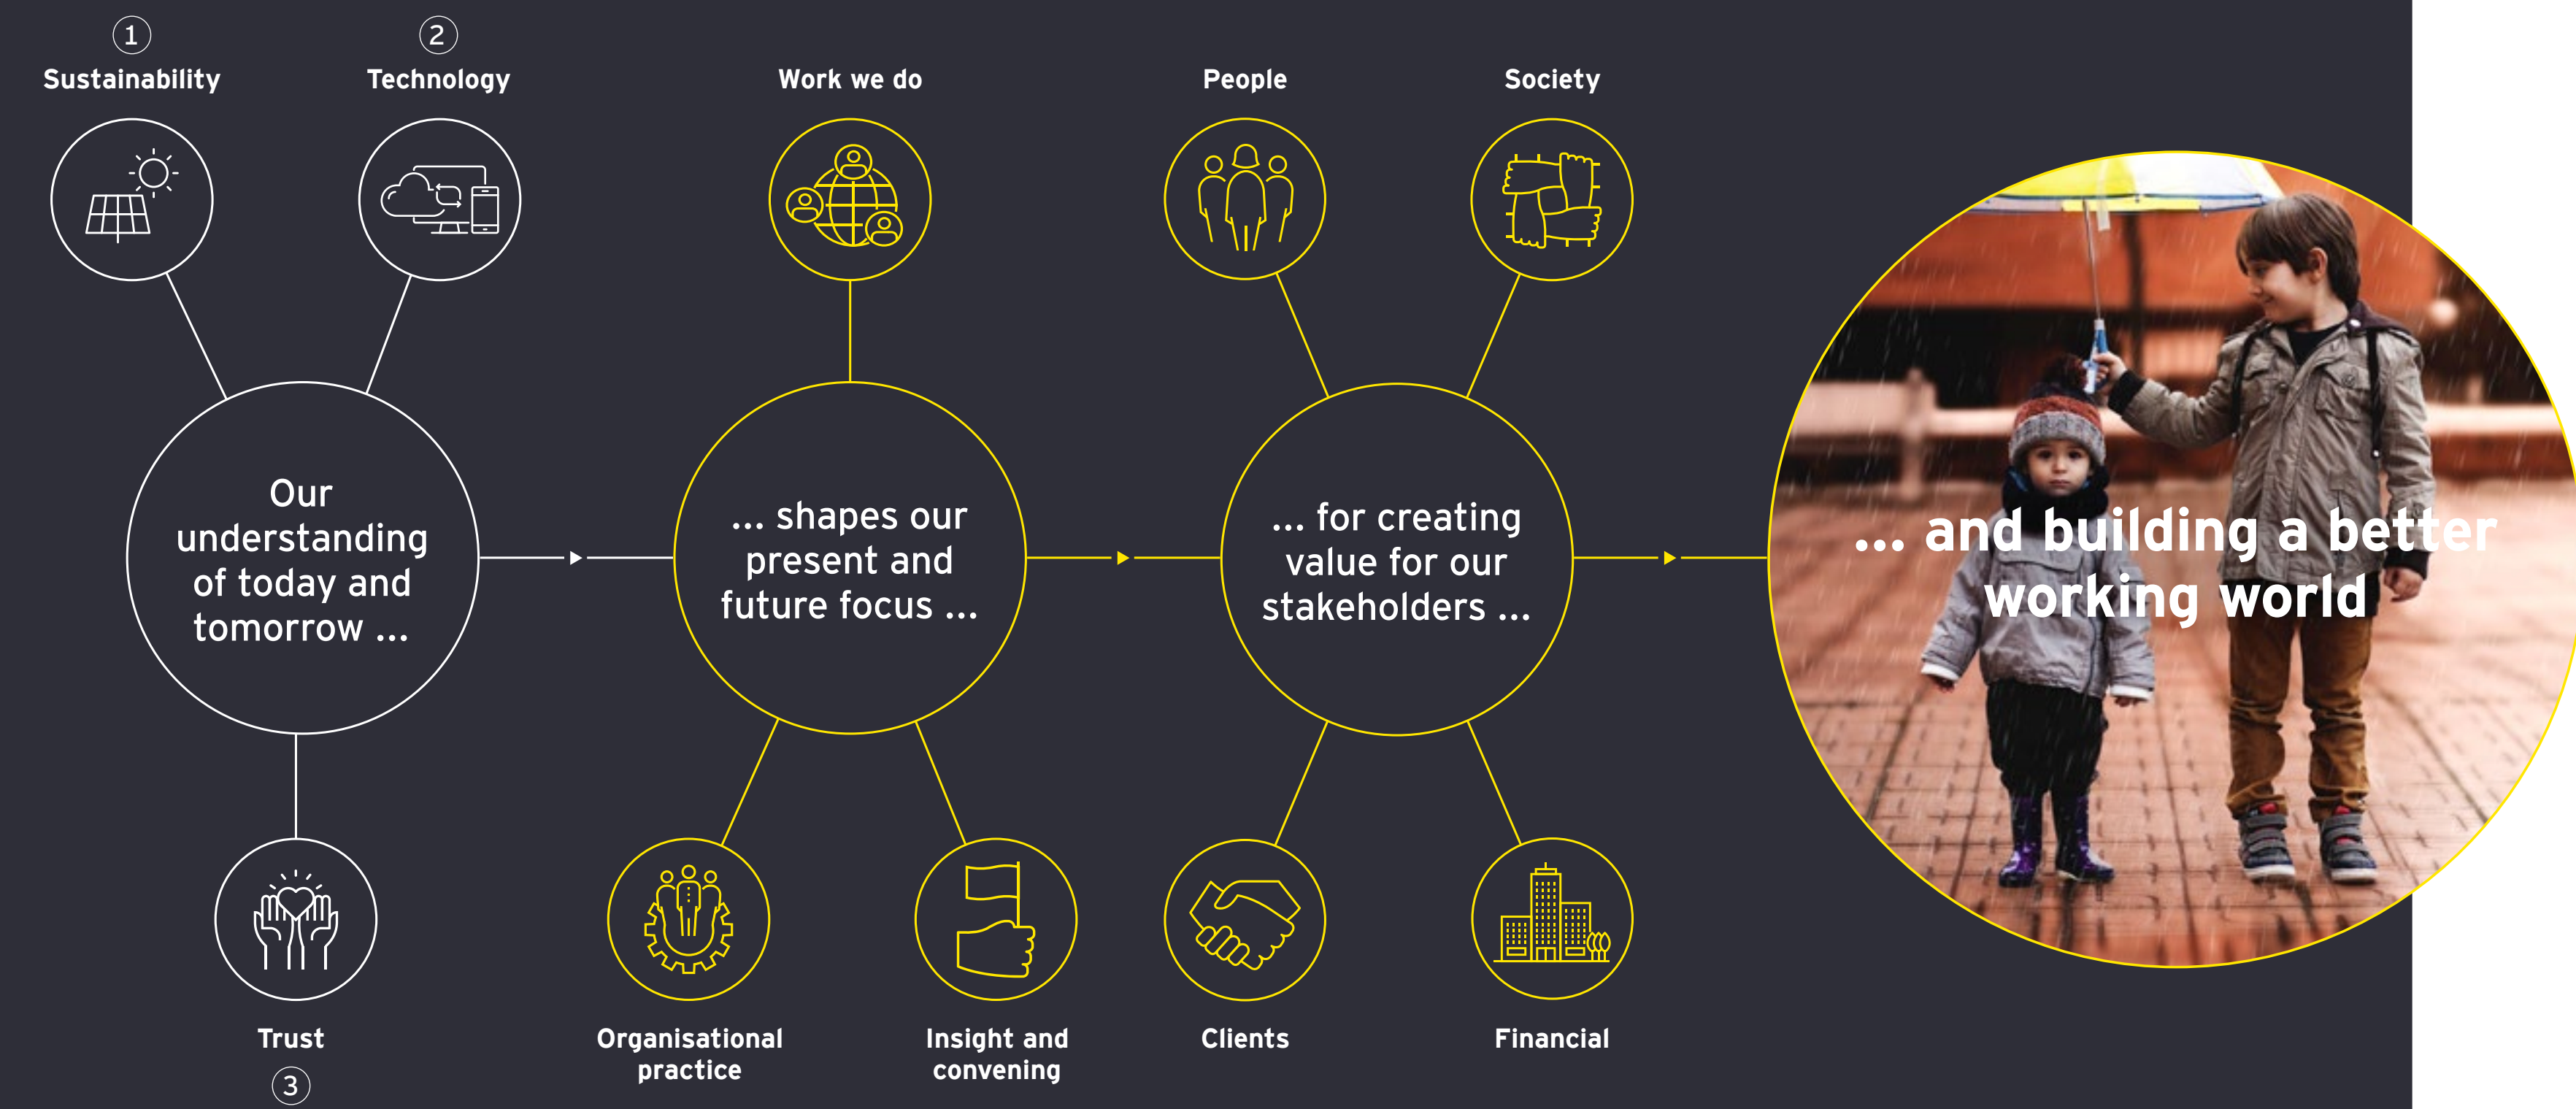 1
Sustainability
2
Technology
Our
understanding
of today and
tomorrow ...
Trust
3
Work we do
... shapes our
present and
future focus ...
Organisational
practice
Insight and
convening
People
Society
... for creating
value for our
stakeholders ...
Clients
Financial
... and building a better
working world